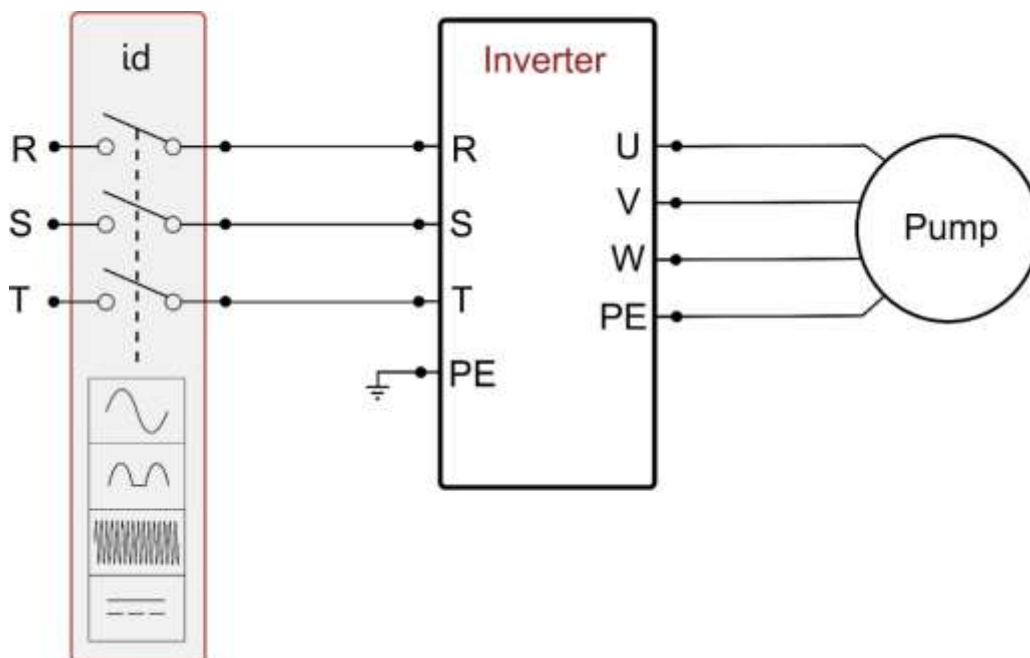 id
Inverter
R R U
S S V
T T W
PE PE
Pump